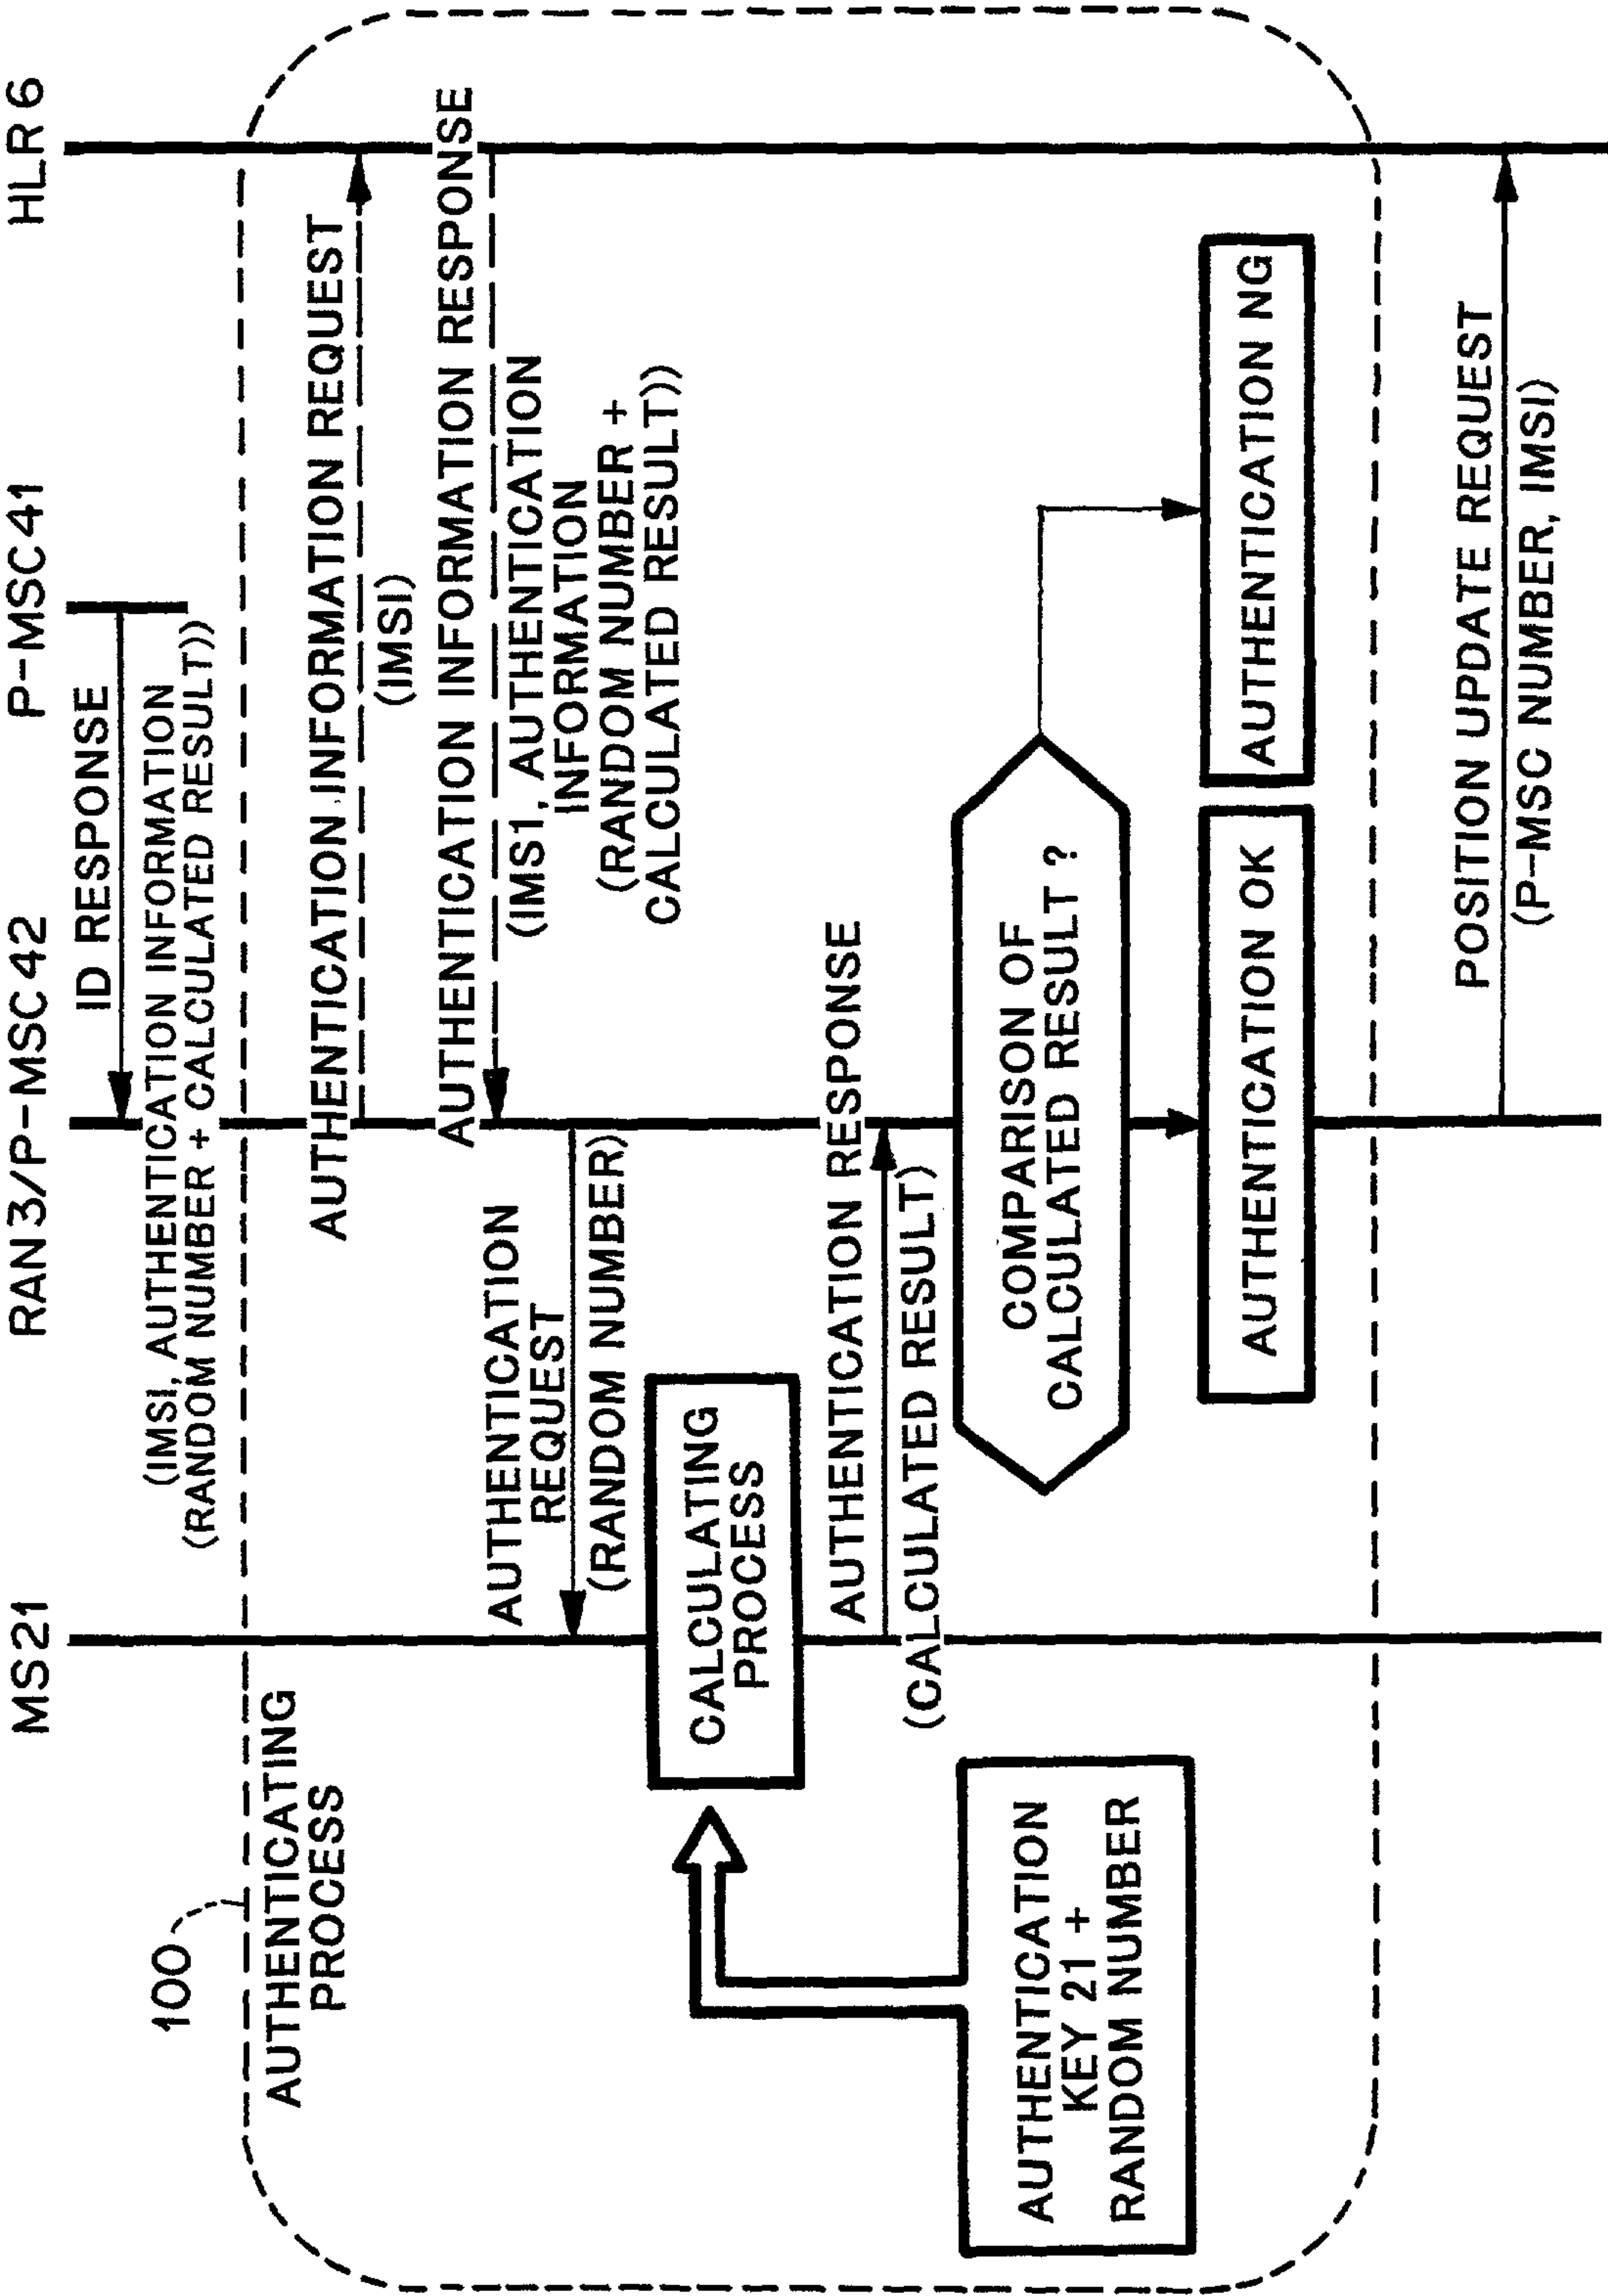 MS21
RAN3/P-MSC42
P-MSC41
HLR6
ID RESPONSE
(IMSI, AUTHENTICATION INFORMATION
(RANDOM NUMBER + CALCULATED RESULT))
100
AUTHENTICATING
PROCESS
AUTHENTICATION INFORMATION REQUEST
(IMSI)
AUTHENTICATION INFORMATION RESPONSE
(IMS1, AUTHENTICATION
INFORMATION
(RANDOM NUMBER +
CALCULATED RESULT))
AUTHENTICATION
REQUEST
(RANDOM NUMBER)
CALCULATING
PROCESS
AUTHENTICATION RESPONSE
(CALCULATED RESULT)
AUTHENTICATION
KEY 21 +
RANDOM NUMBER
COMPARISON OF
CALCULATED RESULT ?
AUTHENTICATION OK
AUTHENTICATION NG
POSITION UPDATE REQUEST
(P-MSC NUMBER, IMSI)